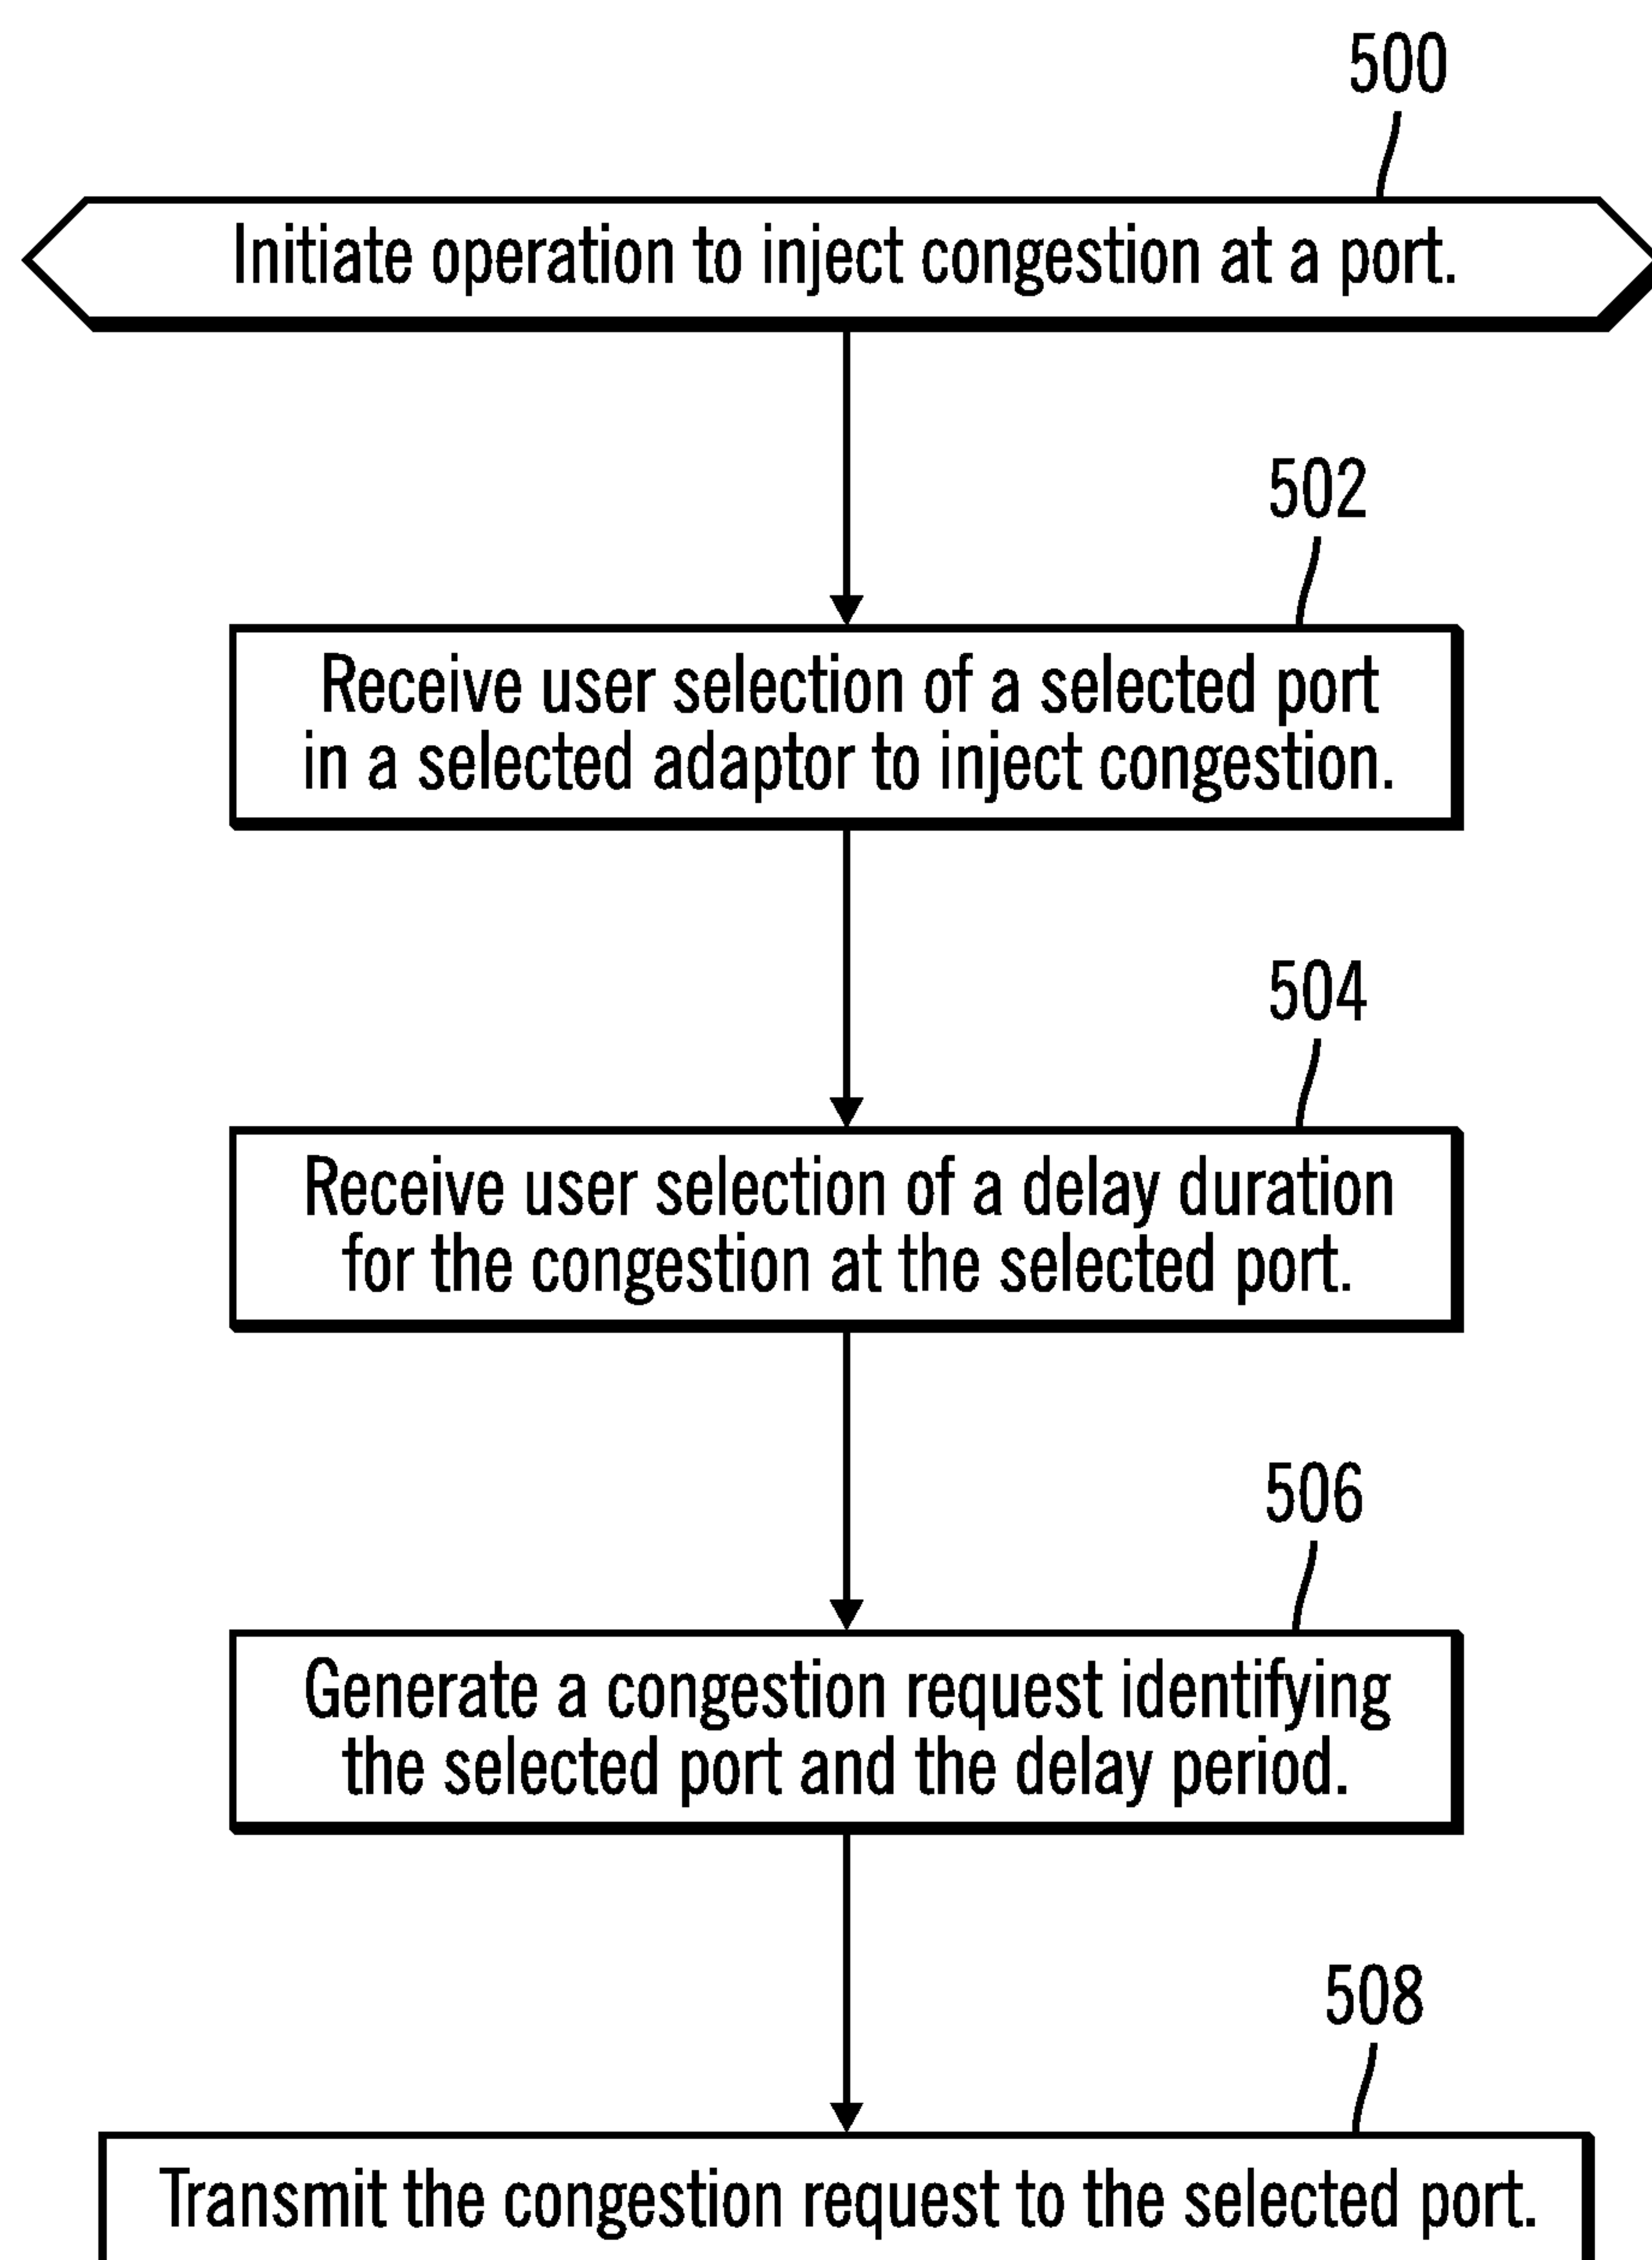 500
Initiate operation to inject congestion at a port.
502
Receive user selection of a selected port
in a selected adaptor to inject congestion.
504
Receive user selection of a delay duration
for the congestion at the selected port.
506
Generate a congestion request identifying
the selected port and the delay period.
508
Transmit the congestion request to the selected port.